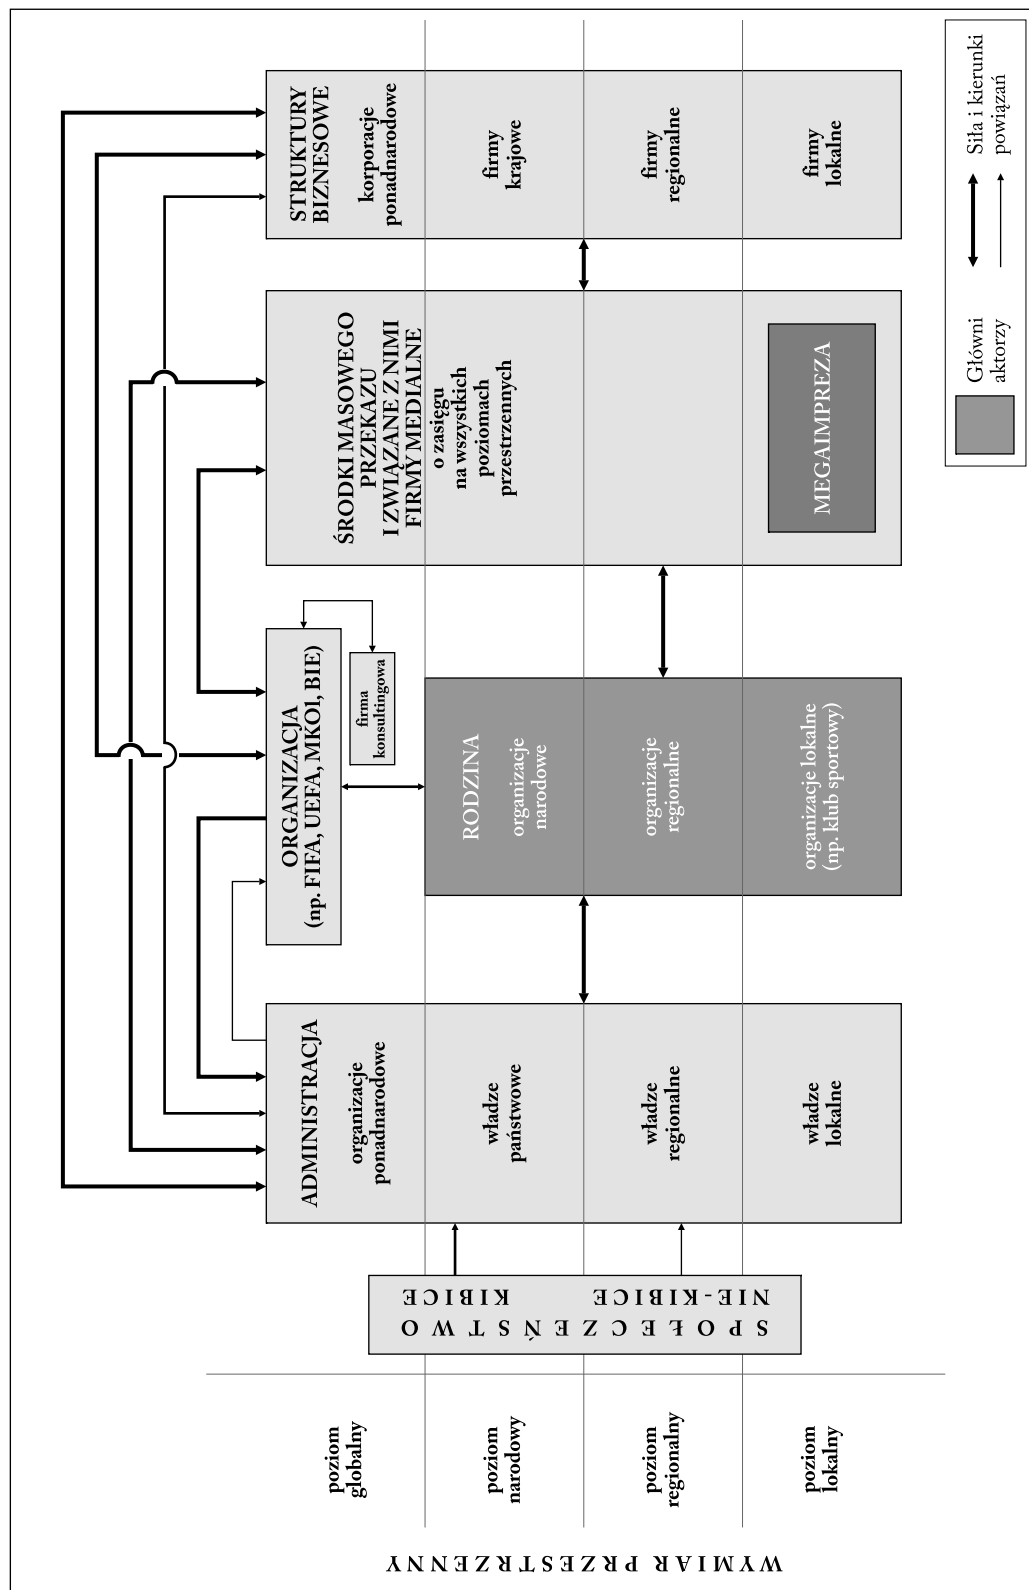 WYMIAR PRZESTRZENNY
poziom
globalny
poziom
narodowy
poziom
regionalny
poziom
lokalny
SPOŁECZEŃSTWO
NIE-KIBICE
KIBICE
ADMINISTRACJA
organizacje
ponadnarodowe
władze
państwowe
władze
regionalne
władze
lokalne
ORGANIZACJA
(np. FIFA, UEFA, MKOl, BIE)
firma
konsultingowa
RODZINA
organizacje
narodowe
organizacje
regionalne
organizacje lokalne
(np. klub sportowy)
ŚRODKI MASOWEGO
PRZEKAZU
I ZWIĄZANE Z NIMI
FIRMY MEDIALNE
o zasięgu
na wszystkich
poziomach
przestrzennych
MEGAIMPREZA
STRUKTURY
BIZNESOWE
korporacje
ponadnarodowe
firmy
krajowe
firmy
regionalne
firmy
lokalne
Główni
aktorzy
Siła i kierunki
powiązań